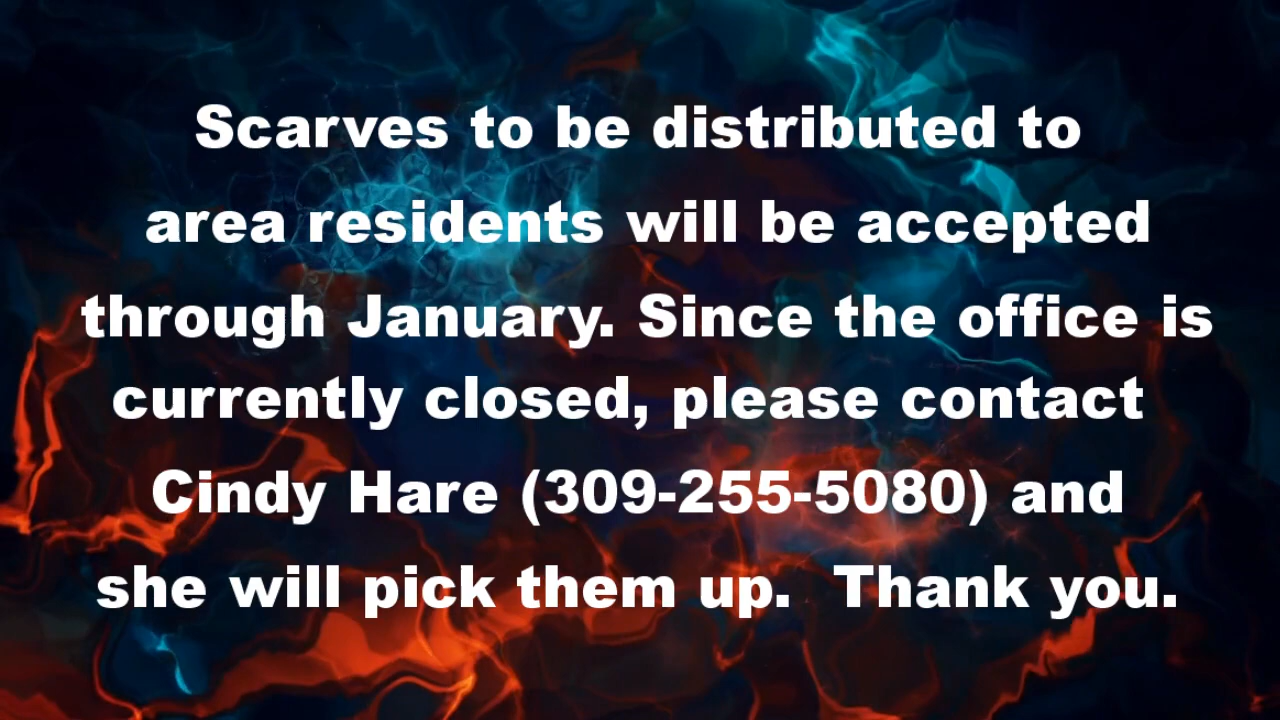 Scarves to be distributed to
area residents will be accepted
through January. Since the office is
currently closed, please contact
Cindy Hare (309-255-5080) and
she will pick them up.  Thank you.